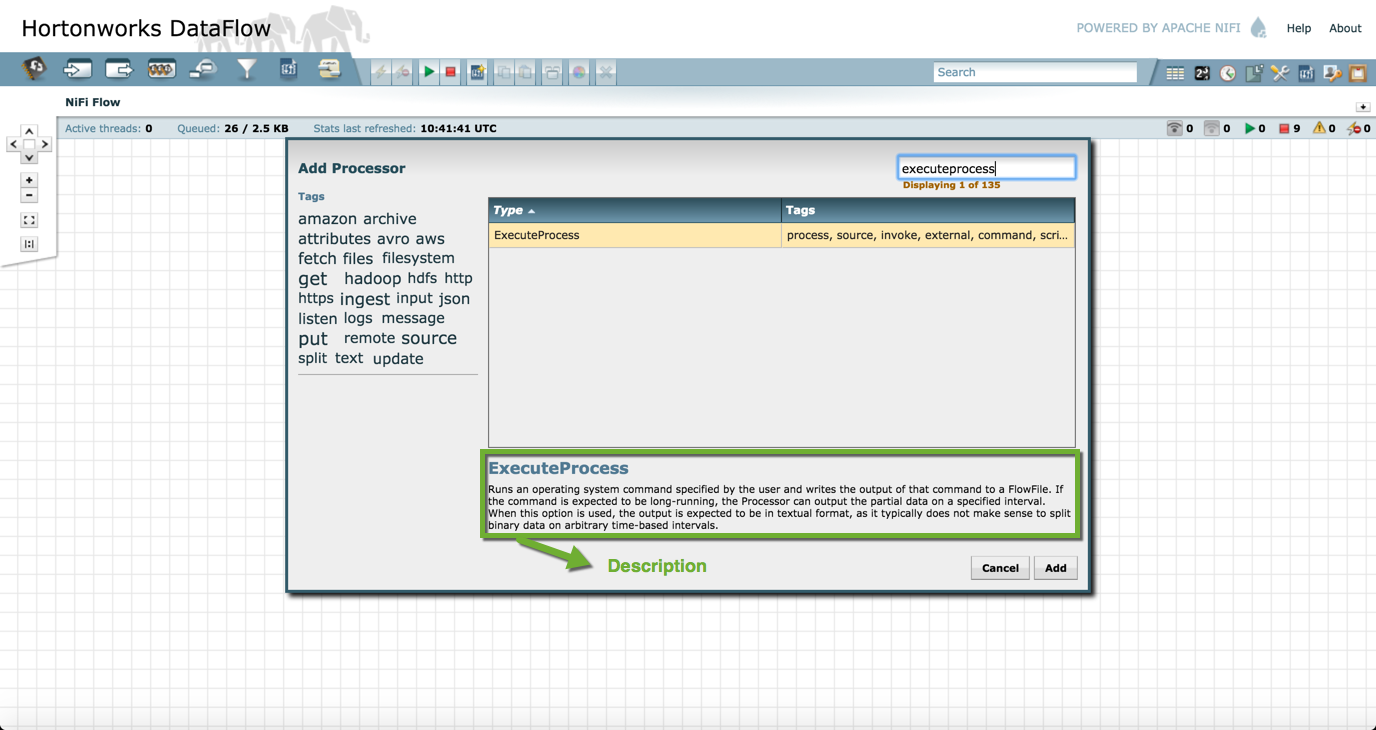 Hortonworks DataFlow
POWERED BY APACHE NIFI
Help
About
Search
NiFi Flow
Active threads: 0
Queued: 26 / 2.5 KB
Stats last refreshed: 10:41:41 UTC
0
0
0
9
0
0
Add Processor
executeprocess
Displaying 1 of 135
Tags
amazon archive
attributes avro aws
fetch files filesystem
get hadoop hdfs http
https ingest input json
listen logs message
put remote source
split text update
Type
Tags
ExecuteProcess
process, source, invoke, external, command, scri...
ExecuteProcess
Runs an operating system command specified by the user and writes the output of that command to a FlowFile. If
the command is expected to be long-running, the Processor can output the partial data on a specified interval.
When this option is used, the output is expected to be in textual format, as it typically does not make sense to split
binary data on arbitrary time-based intervals.
Description
Cancel
Add